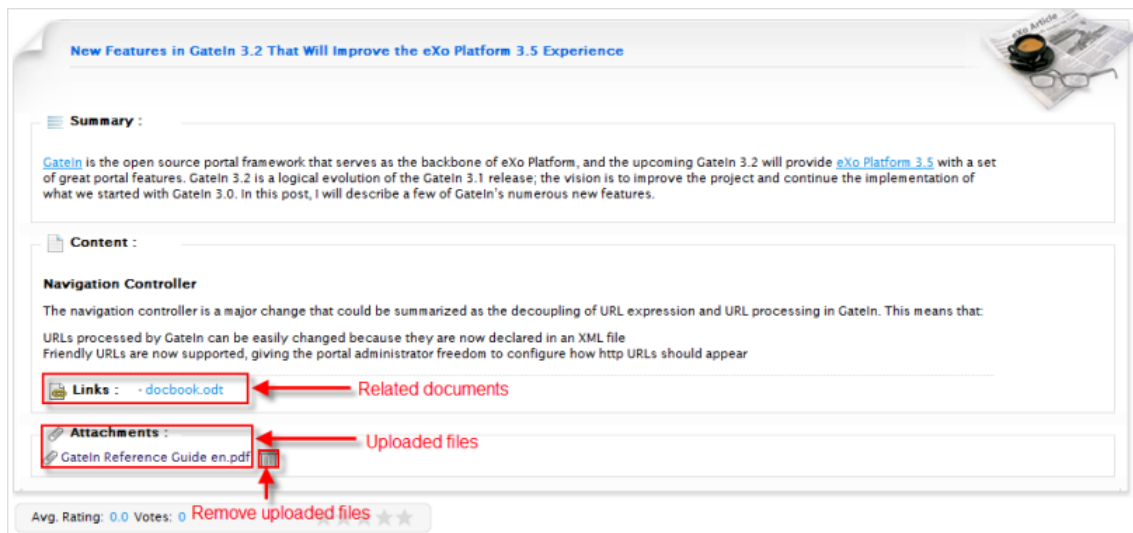 eXo Article
New Features in GateIn 3.2 That Will Improve the eXo Platform 3.5 Experience
Summary :
GateIn is the open source portal framework that serves as the backbone of eXo Platform, and the upcoming GateIn 3.2 will provide eXo Platform 3.5 with a set
of great portal features. GateIn 3.2 is a logical evolution of the GateIn 3.1 release; the vision is to improve the project and continue the implementation of
what we started with GateIn 3.0. In this post, I will describe a few of GateIn's numerous new features.
Content :
Navigation Controller
The navigation controller is a major change that could be summarized as the decoupling of URL expression and URL processing in GateIn. This means that:
URLs processed by GateIn can be easily changed because they are now declared in an XML file
Friendly URLs are now supported, giving the portal administrator freedom to configure how http URLs should appear
Links : - docbook.odt Related documents
Attachments :
Uploaded files
GateIn Reference Guide en.pdf
Avg. Rating: 0.0 Votes: 0 Remove uploaded files